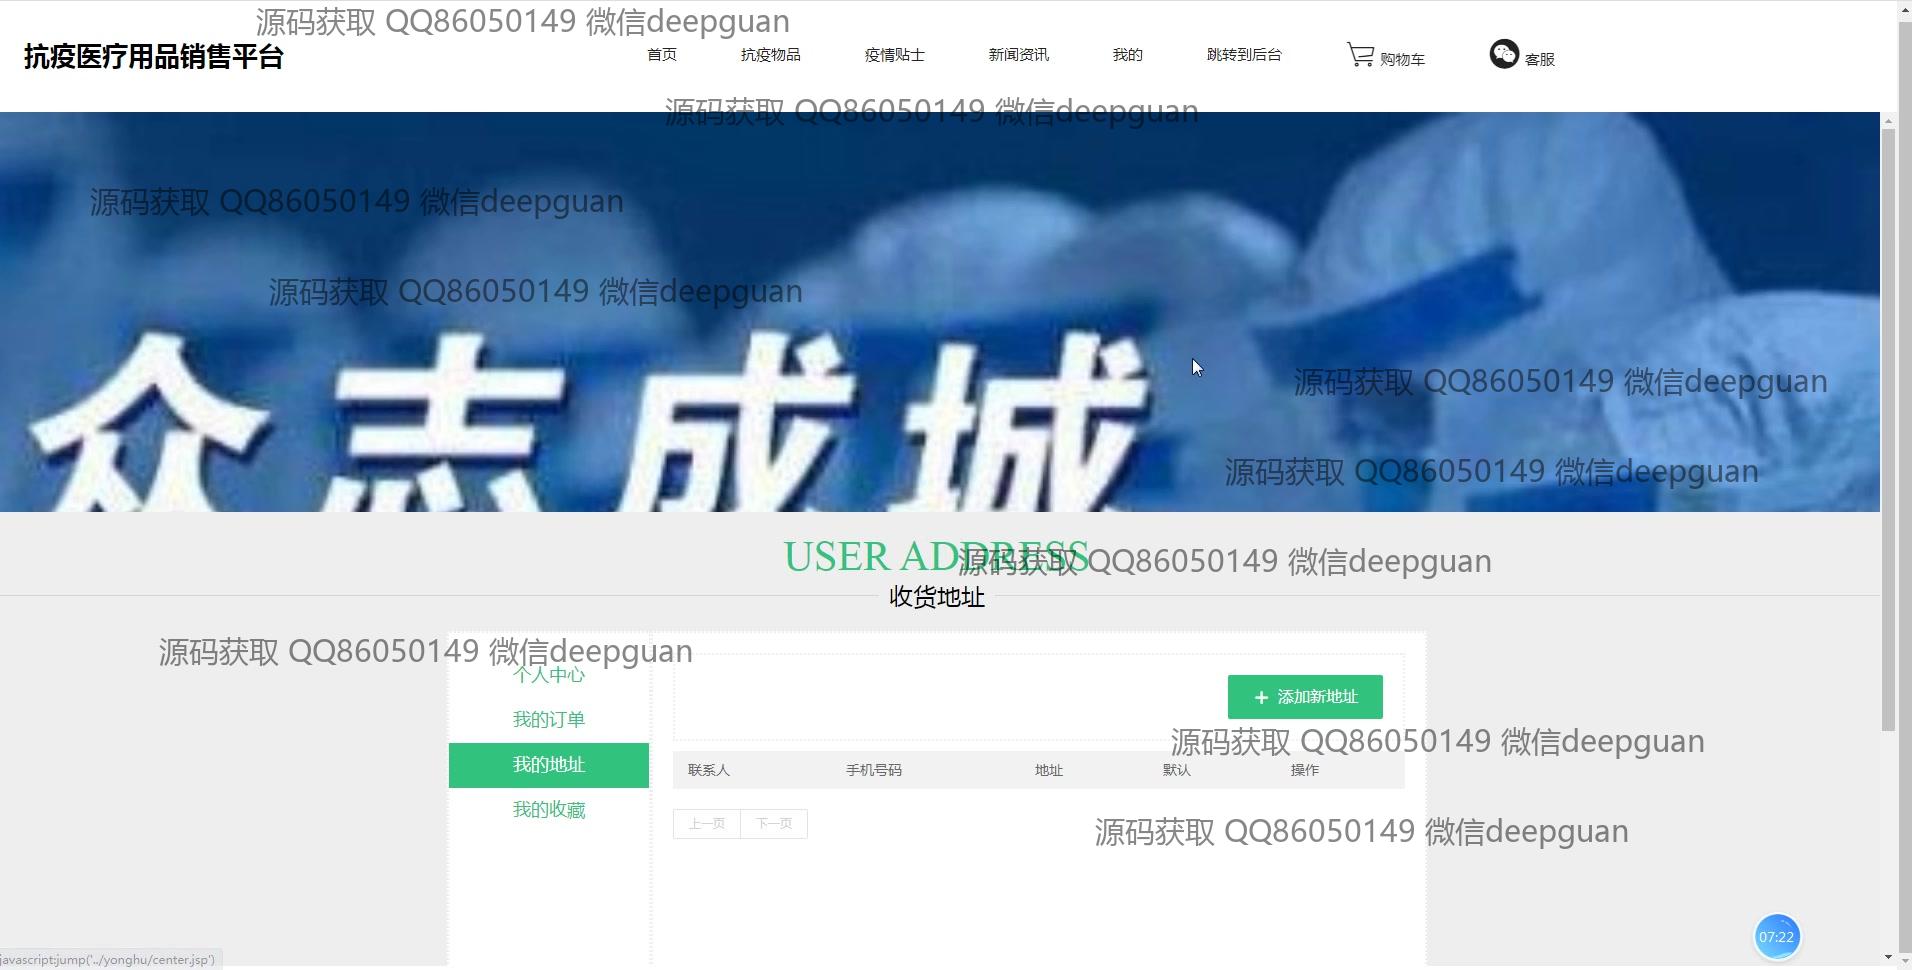 源码获取 QQ86050149 微信deepguan
抗疫医疗用品销售平台
首页 抗疫物品 疫情贴士 新闻资讯 我的 跳转到后台 购物车 客服
源码获取 QQ86050149 微信deepguan
源码获取 QQ86050149 微信deepguan
源码获取 QQ86050149 微信deepguan
源码获取 QQ86050149 微信deepguan
众志成城
源码获取 QQ86050149 微信deepguan
USER ADDRESS
源码获取 QQ86050149 微信deepguan
收货地址
源码获取 QQ86050149 微信deepguan
个人中心
我的订单
我的地址
我的收藏
+ 添加新地址
源码获取 QQ86050149 微信deepguan
联系人 手机号码 地址 默认 操作
上一页 下一页
源码获取 QQ86050149 微信deepguan
07:22
javascript:jump('../yonghu/center.jsp')